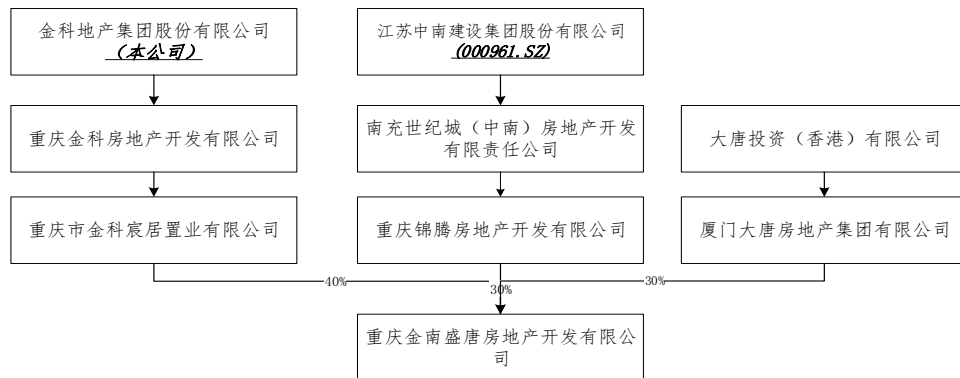 金科地产集团股份有限公司
（本公司）
江苏中南建设集团股份有限公司
(000961.SZ)
重庆金科房地产开发有限公司
南充世纪城（中南）房地产开发
有限责任公司
大唐投资（香港）有限公司
重庆市金科宸居置业有限公司
重庆锦腾房地产开发有限公司
厦门大唐房地产集团有限公司
40%
30%
30%
重庆金南盛唐房地产开发有限公
司